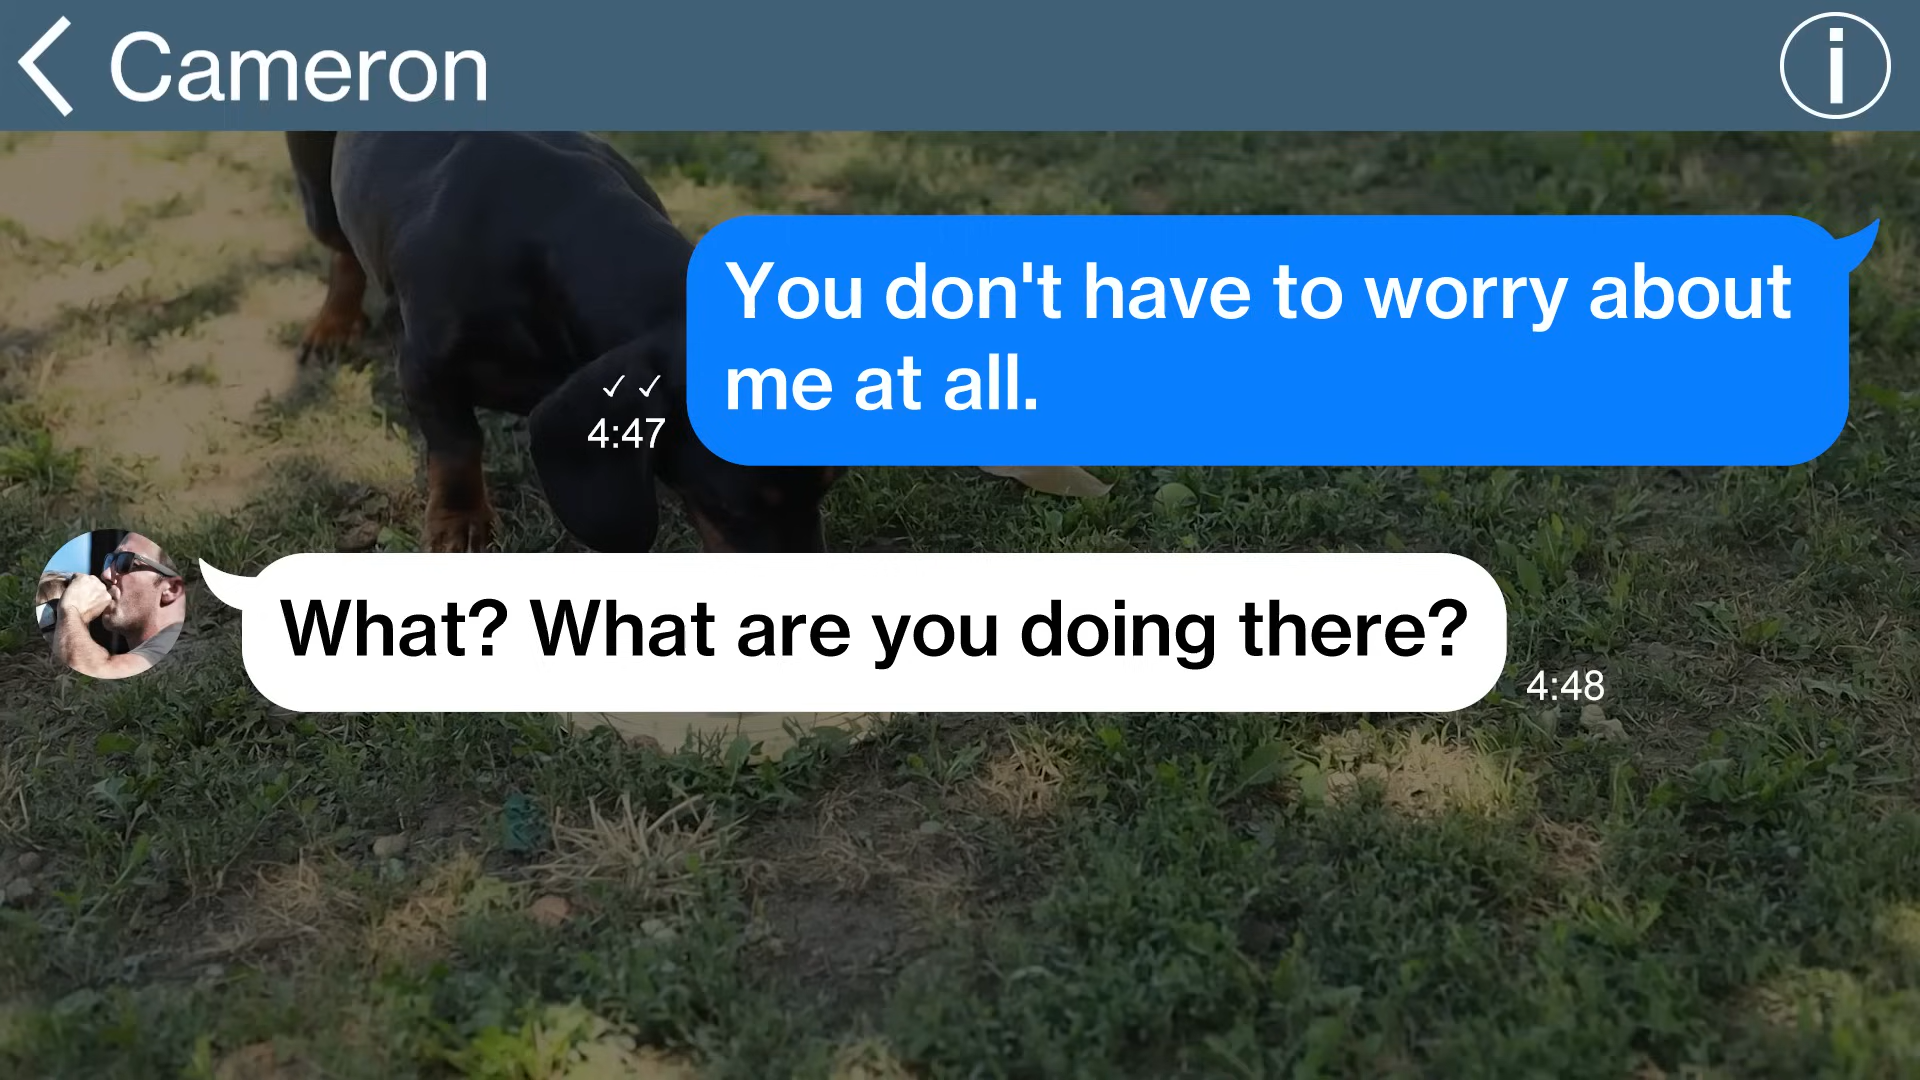 Cameron
You don't have to worry about
me at all.
✓ ✓
4:47
What? What are you doing there?
4:48